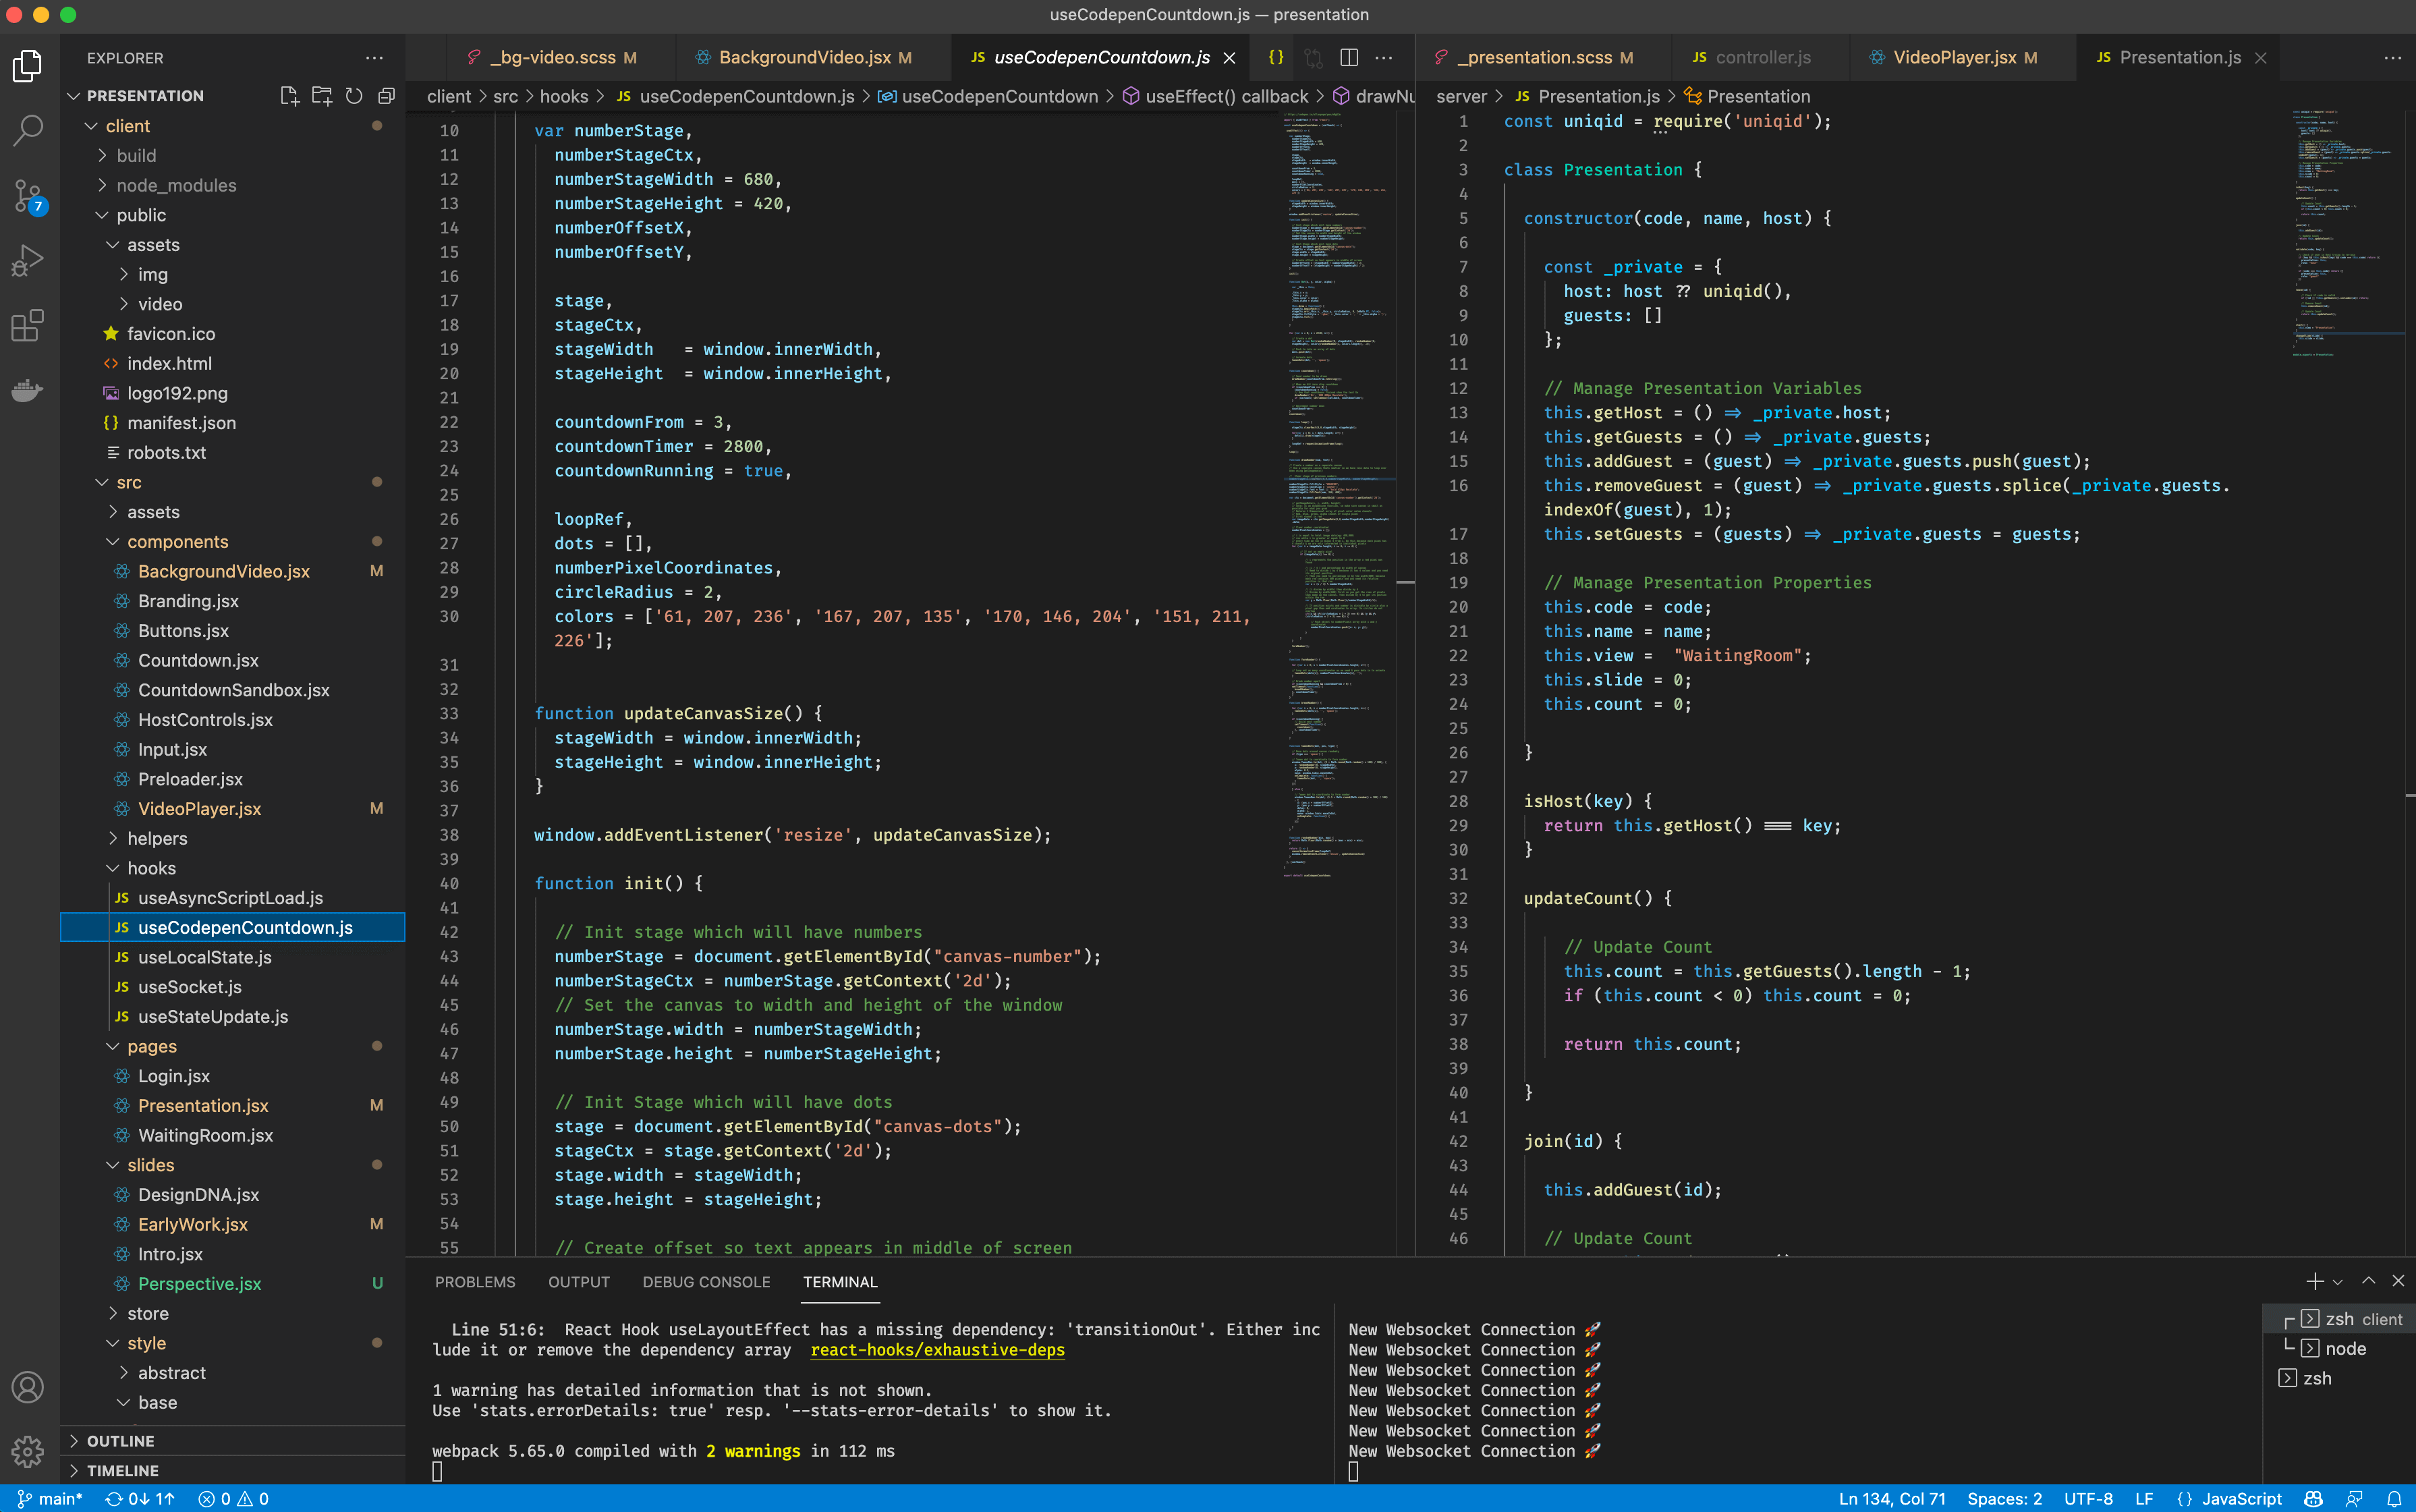 useCodepenCountdown.js — presentation
EXPLORER
PRESENTATION
client
build
node_modules
public
assets
img
video
favicon.ico
index.html
logo192.png
manifest.json
robots.txt
src
assets
components
BackgroundVideo.jsx M
Branding.jsx
Buttons.jsx
Countdown.jsx
CountdownSandbox.jsx
HostControls.jsx
Input.jsx
Preloader.jsx
VideoPlayer.jsx M
helpers
hooks
JS useAsyncScriptLoad.js
JS useCodepenCountdown.js
JS useLocalState.js
JS useSocket.js
JS useStateUpdate.js
pages
Login.jsx
Presentation.jsx M
WaitingRoom.jsx
slides
DesignDNA.jsx
EarlyWork.jsx M
Intro.jsx
Perspective.jsx U
store
style
abstract
base
OUTLINE
TIMELINE
7
_bg-video.scss M
BackgroundVideo.jsx M
JS useCodepenCountdown.js
client > src > hooks > JS useCodepenCountdown.js > useCodepenCountdown > useEffect() callback > drawNu
10 var numberStage,
11 numberStageCtx,
12 numberStageWidth = 680,
13 numberStageHeight = 420,
14 numberOffsetX,
15 numberOffsetY,
16
17 stage,
18 stageCtx,
19 stageWidth   = window.innerWidth,
20 stageHeight  = window.innerHeight,
21
22 countdownFrom = 3,
23 countdownTimer = 2800,
24 countdownRunning = true,
25
26 loopRef,
27 dots = [],
28 numberPixelCoordinates,
29 circleRadius = 2,
30 colors = ['61, 207, 236', '167, 207, 135', '170, 146, 204', '151, 211,
226'];
31
32
33 function updateCanvasSize() {
34 stageWidth = window.innerWidth;
35 stageHeight = window.innerHeight;
36 }
37
38 window.addEventListener('resize', updateCanvasSize);
39
40 function init() {
41
42 // Init stage which will have numbers
43 numberStage = document.getElementById("canvas-number");
44 numberStageCtx = numberStage.getContext('2d');
45 // Set the canvas to width and height of the window
46 numberStage.width = numberStageWidth;
47 numberStage.height = numberStageHeight;
48
49 // Init Stage which will have dots
50 stage = document.getElementById("canvas-dots");
51 stageCtx = stage.getContext('2d');
52 stage.width = stageWidth;
53 stage.height = stageHeight;
54
55 // Create offset so text appears in middle of screen
_presentation.scss M
JS controller.js
VideoPlayer.jsx M
JS Presentation.js
server > JS Presentation.js > Presentation
1 const uniqid = require('uniqid');
2
3 class Presentation {
4
5 constructor(code, name, host) {
6
7 const _private = {
8 host: host ?? uniqid(),
9 guests: []
10 };
11
12 // Manage Presentation Variables
13 this.getHost = () => _private.host;
14 this.getGuests = () => _private.guests;
15 this.addGuest = (guest) => _private.guests.push(guest);
16 this.removeGuest = (guest) => _private.guests.splice(_private.guests.
indexOf(guest), 1);
17 this.setGuests = (guests) => _private.guests = guests;
18
19 // Manage Presentation Properties
20 this.code = code;
21 this.name = name;
22 this.view =  "WaitingRoom";
23 this.slide = 0;
24 this.count = 0;
25
26 }
27
28 isHost(key) {
29 return this.getHost() === key;
30 }
31
32 updateCount() {
33
34 // Update Count
35 this.count = this.getGuests().length - 1;
36 if (this.count < 0) this.count = 0;
37
38 return this.count;
39
40 }
41
42 join(id) {
43
44 this.addGuest(id);
45
46 // Update Count
PROBLEMS OUTPUT DEBUG CONSOLE TERMINAL
Line 51:6:  React Hook useLayoutEffect has a missing dependency: 'transitionOut'. Either inc
lude it or remove the dependency array  react-hooks/exhaustive-deps
1 warning has detailed information that is not shown.
Use 'stats.errorDetails: true' resp. '--stats-error-details' to show it.
webpack 5.65.0 compiled with 2 warnings in 112 ms
New Websocket Connection 🚀
New Websocket Connection 🚀
New Websocket Connection 🚀
New Websocket Connection 🚀
New Websocket Connection 🚀
New Websocket Connection 🚀
New Websocket Connection 🚀
zsh client
node
zsh
main* 0↓ 1↑ 0 0
Ln 134, Col 71 Spaces: 2 UTF-8 LF {} JavaScript